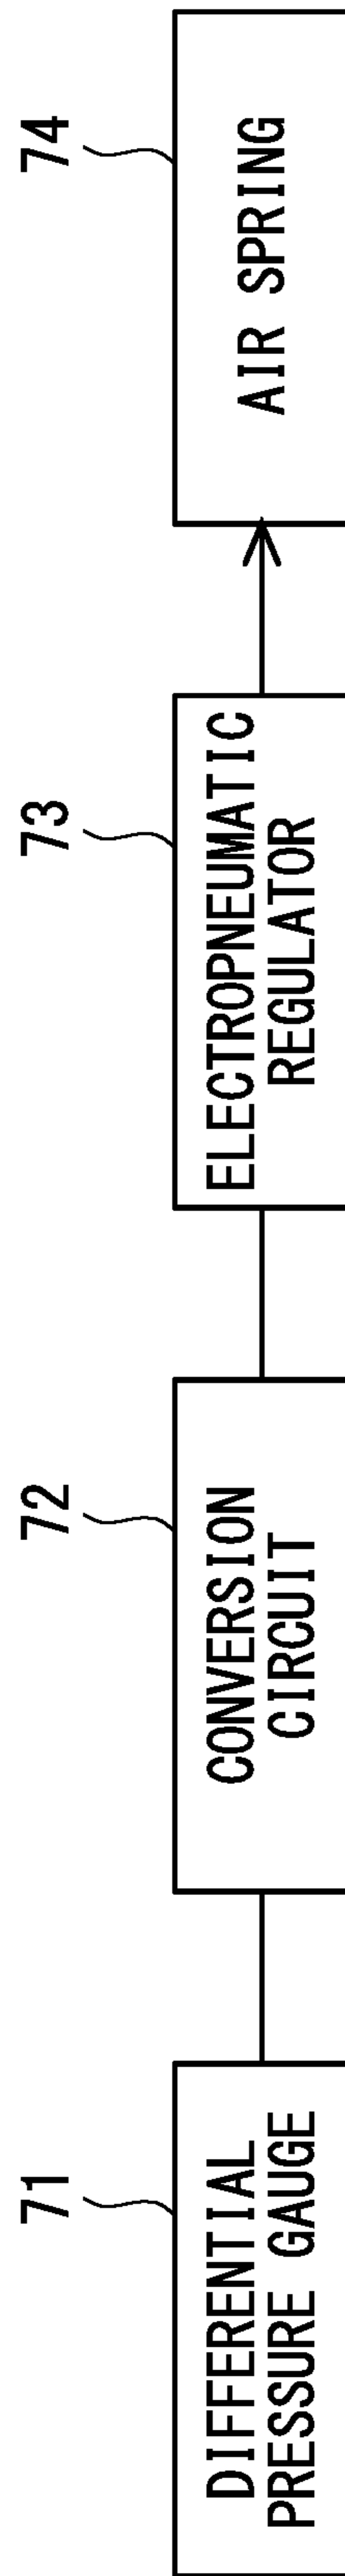 71
DIFFERENTIAL
PRESSURE GAUGE
72
CONVERSION
CIRCUIT
73
ELECTROPNEUMATIC
REGULATOR
74
AIR SPRING